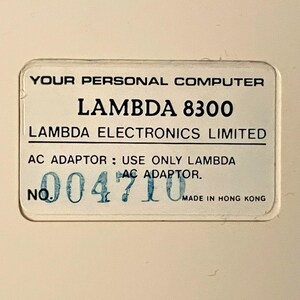 YOUR PERSONAL COMPUTER
LAMBDA 8300
LAMBDA ELECTRONICS LIMITED
AC ADAPTOR : USE ONLY LAMBDA
AC ADAPTOR.
NO. 004710 MADE IN HONG KONG